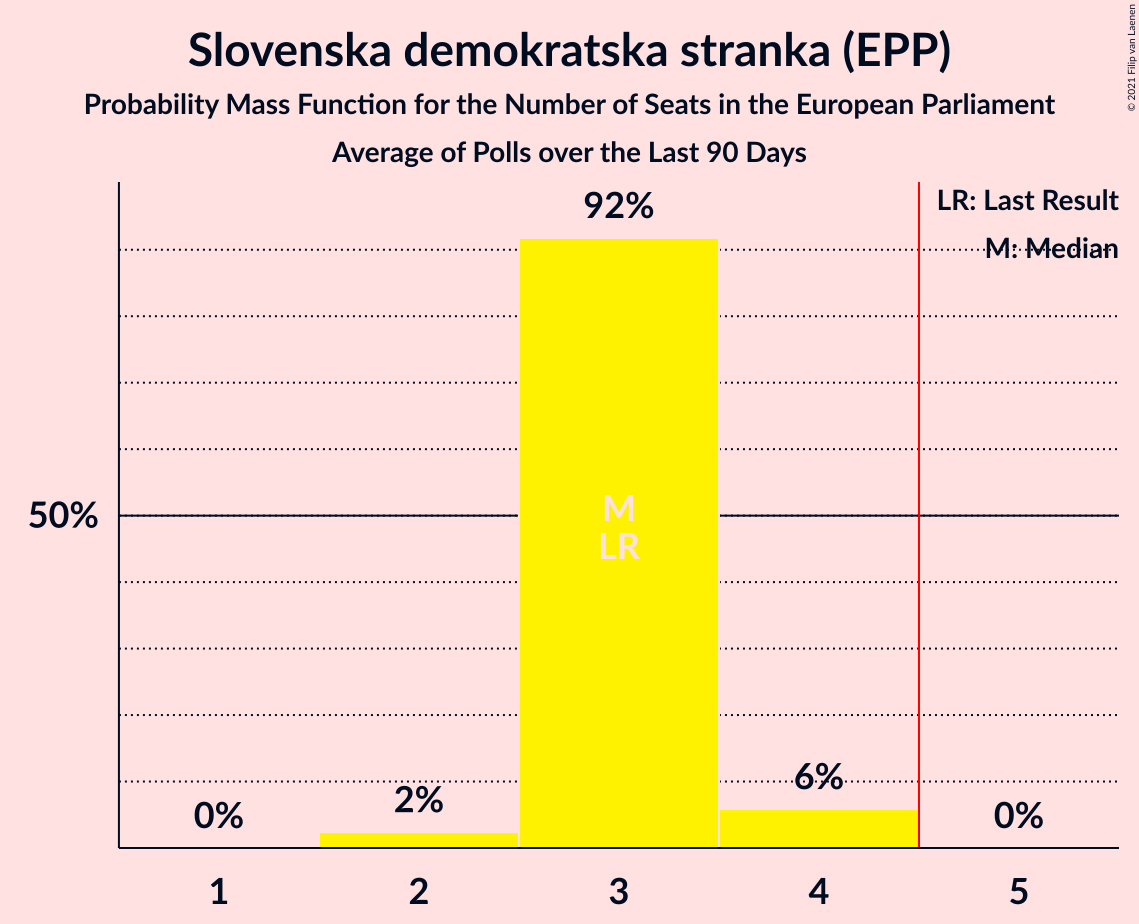 Slovenska demokratska stranka (EPP)
Probability Mass Function for the Number of Seats in the European Parliament
Average of Polls over the Last 90 Days
© 2021 Filip van Laenen
LR: Last Result
M: Median
92%
50%
M
LR
0%
2%
6%
0%
1 2 3 4 5